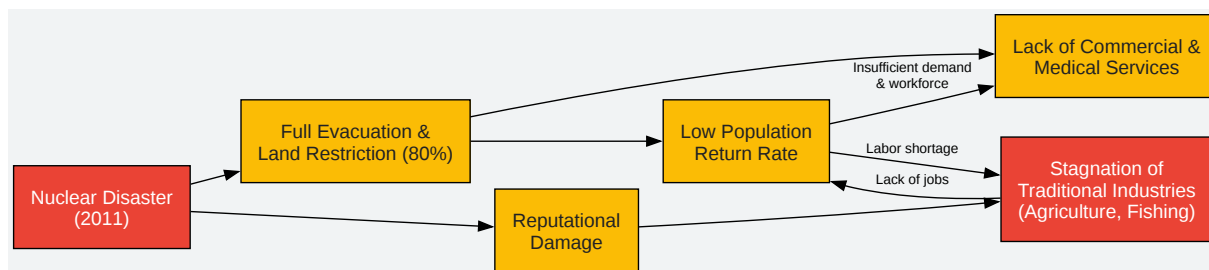 Nuclear Disaster
(2011)
Full Evacuation &
Land Restriction (80%)
Reputational
Damage
Low Population
Return Rate
Insufficient demand
& workforce
Labor shortage
Lack of jobs
Lack of Commercial &
Medical Services
Stagnation of
Traditional Industries
(Agriculture, Fishing)